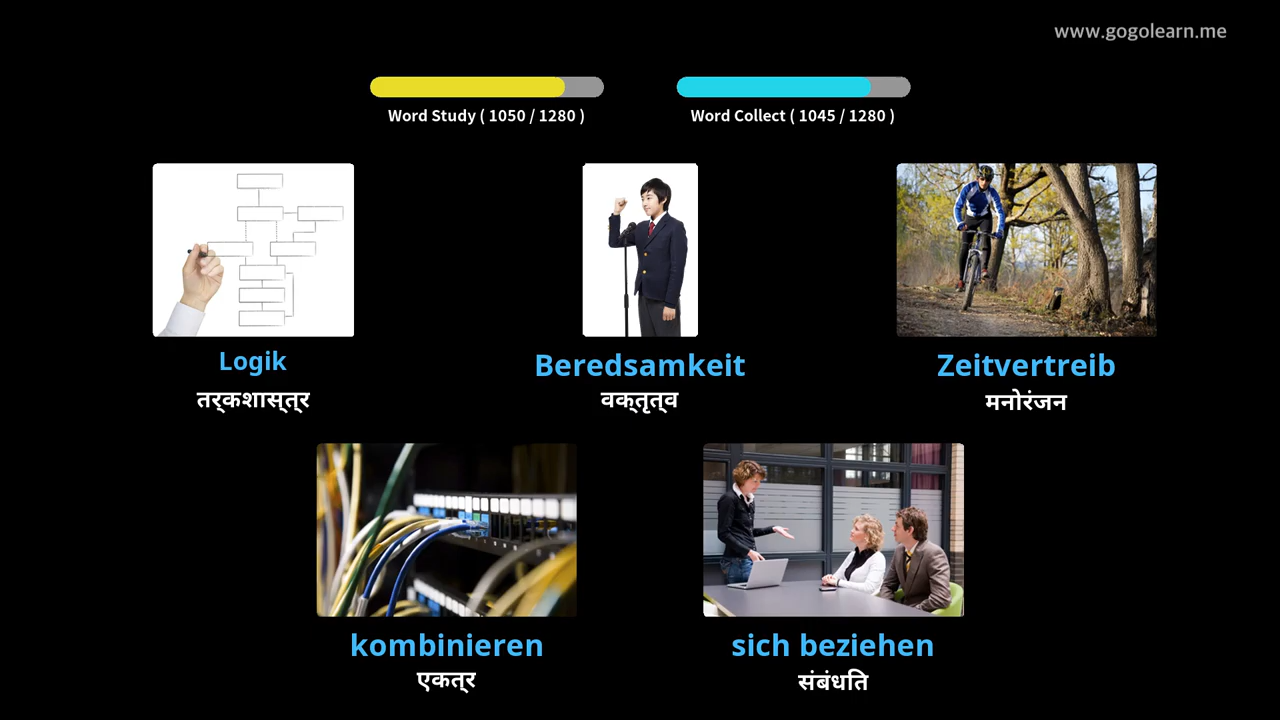 www.gogolearn.me
Word Study ( 1050 / 1280 )
Word Collect ( 1045 / 1280 )
Logik
तर्कशास्त्र
Beredsamkeit
वक्तृत्व
Zeitvertreib
मनोरंजन
kombinieren
एकत्र
sich beziehen
संबंधति